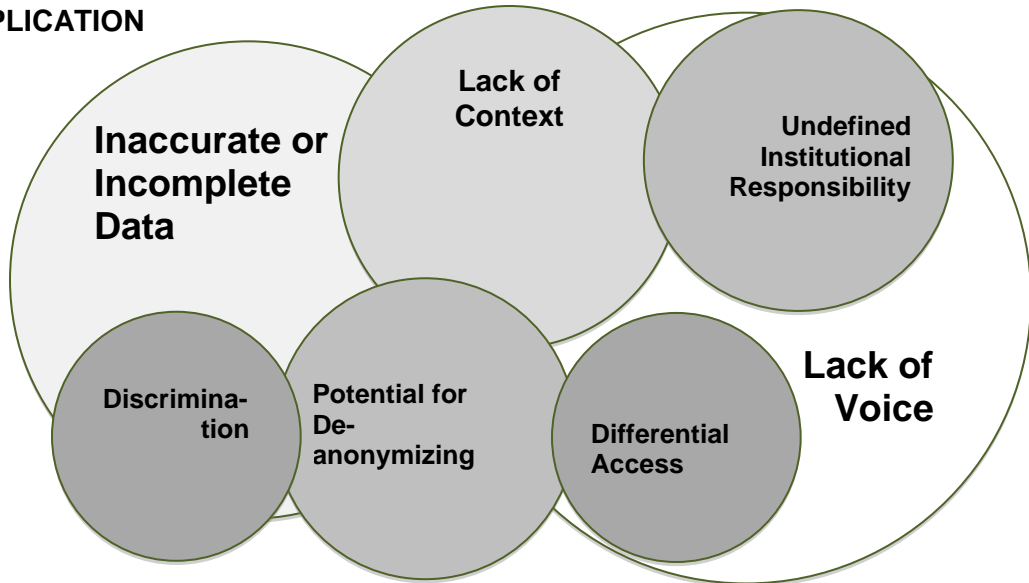 PLICATION
Lack of
Context
Undefined
Institutional
Responsibility
Inaccurate or
Incomplete
Data
Lack of
Voice
Discrimina-
tion
Potential for
De-
anonymizing
Differential
Access